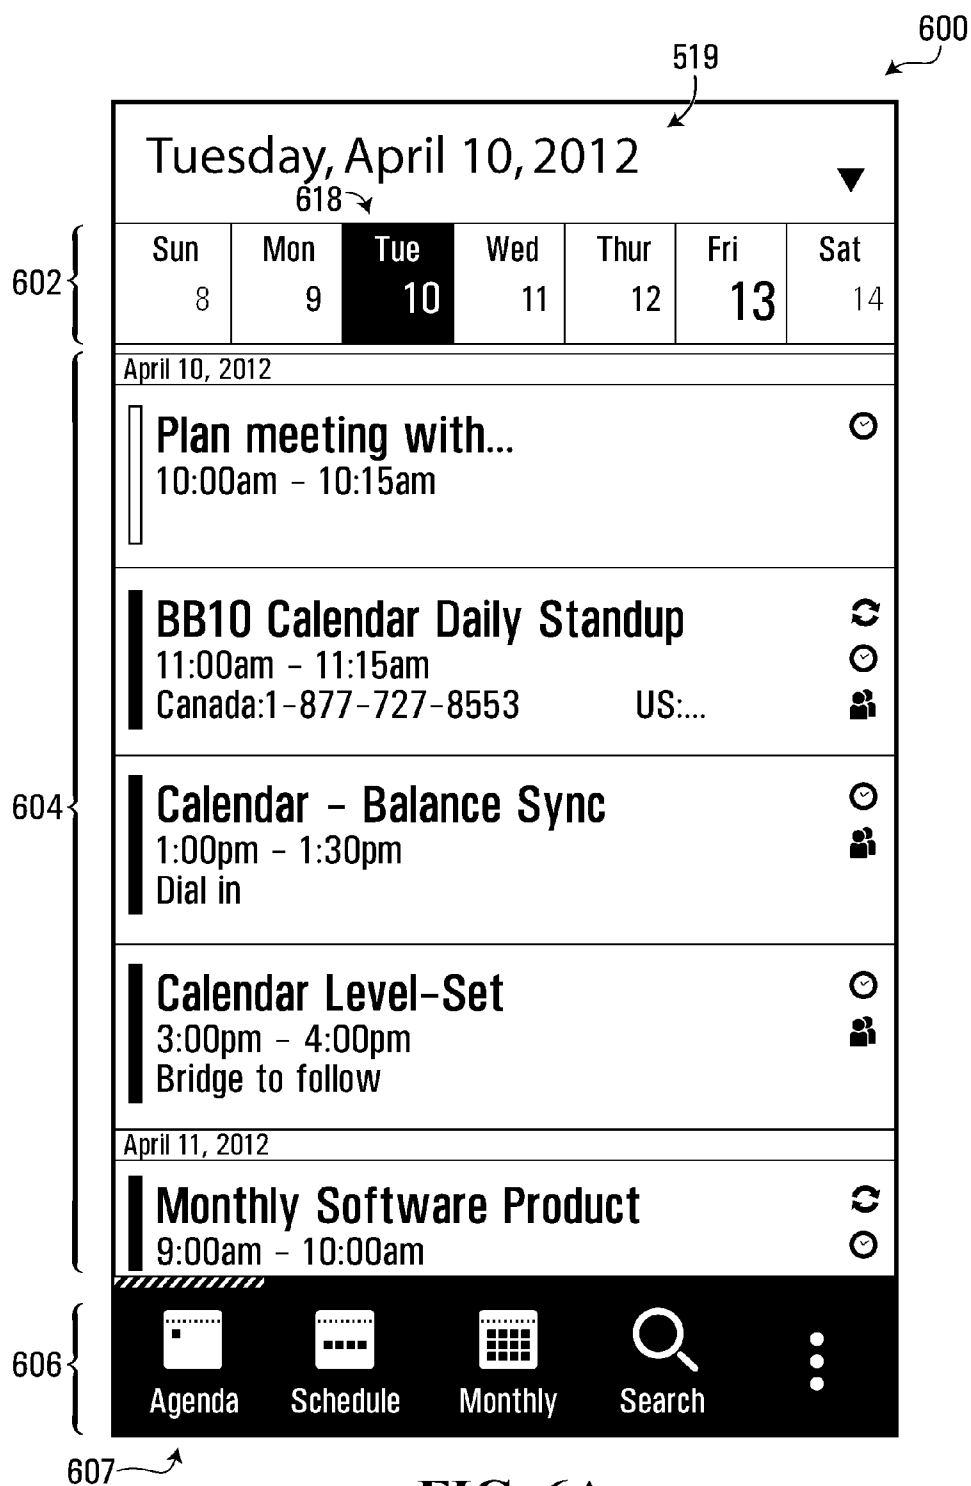 600
519
Tuesday, April 10, 2012
618
Sun Mon Tue Wed Thur Fri Sat
602
8 9 10 11 12 13 14
April 10, 2012
Plan meeting with...
10:00am – 10:15am
BB10 Calendar Daily Standup
11:00am – 11:15am
Canada:1-877-727-8553 US:...
604
Calendar – Balance Sync
1:00pm – 1:30pm
Dial in
Calendar Level-Set
3:00pm – 4:00pm
Bridge to follow
April 11, 2012
Monthly Software Product
9:00am – 10:00am
606
Agenda Schedule Monthly Search
607
FIG. 6A